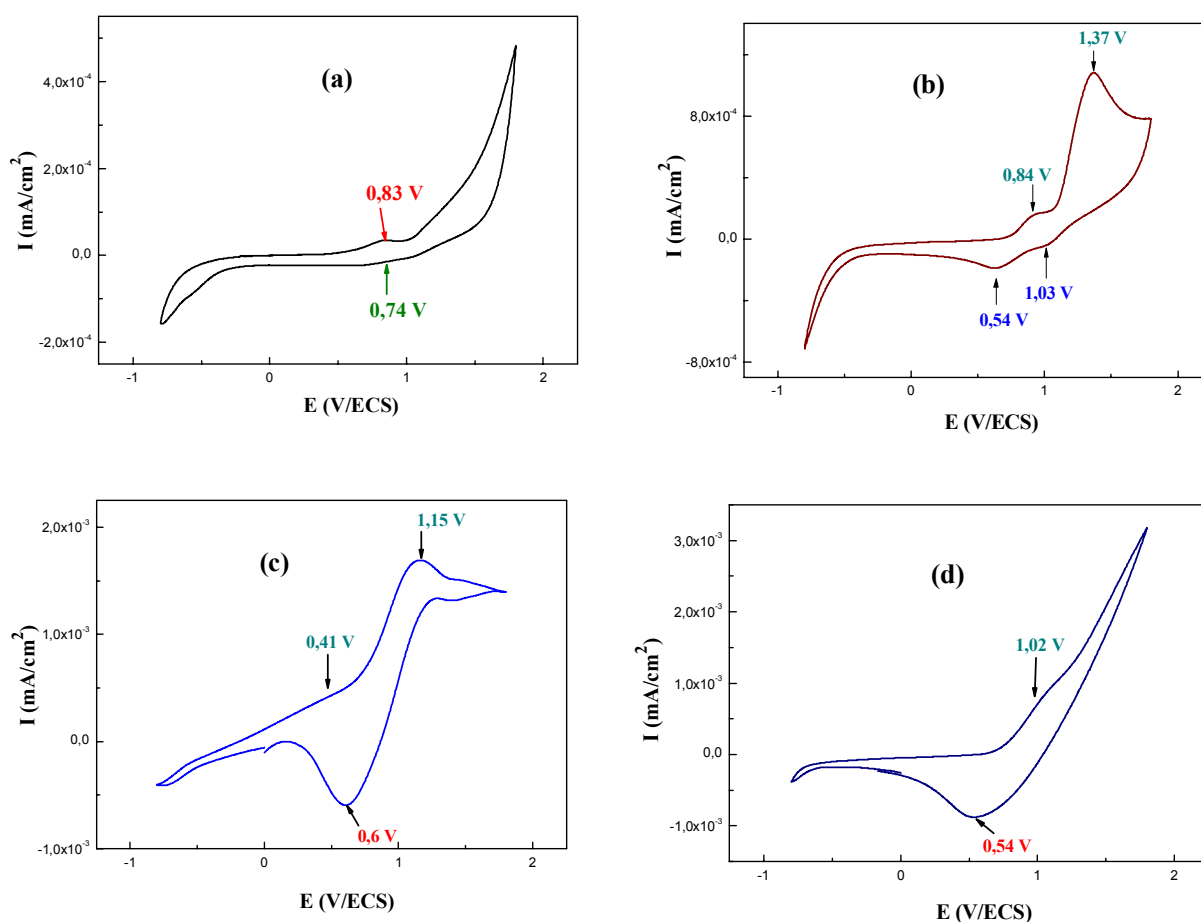 (a)
I (mA/cm²)
4,0x10⁻⁴
2,0x10⁻⁴
0,0
-2,0x10⁻⁴
0,83 V
0,74 V
-1 0 1 2
E (V/ECS)
(b)
I (mA/cm²)
8,0x10⁻⁴
0,0
-8,0x10⁻⁴
1,37 V
0,84 V
1,03 V
0,54 V
-1 0 1 2
E (V/ECS)
(c)
I (mA/cm²)
2,0x10⁻³
1,0x10⁻³
0,0
-1,0x10⁻³
1,15 V
0,41 V
0,6 V
-1 0 1 2
E (V/ECS)
(d)
I (mA/cm²)
3,0x10⁻³
2,0x10⁻³
1,0x10⁻³
0,0
-1,0x10⁻³
1,02 V
0,54 V
-1 0 1 2
E (V/ECS)